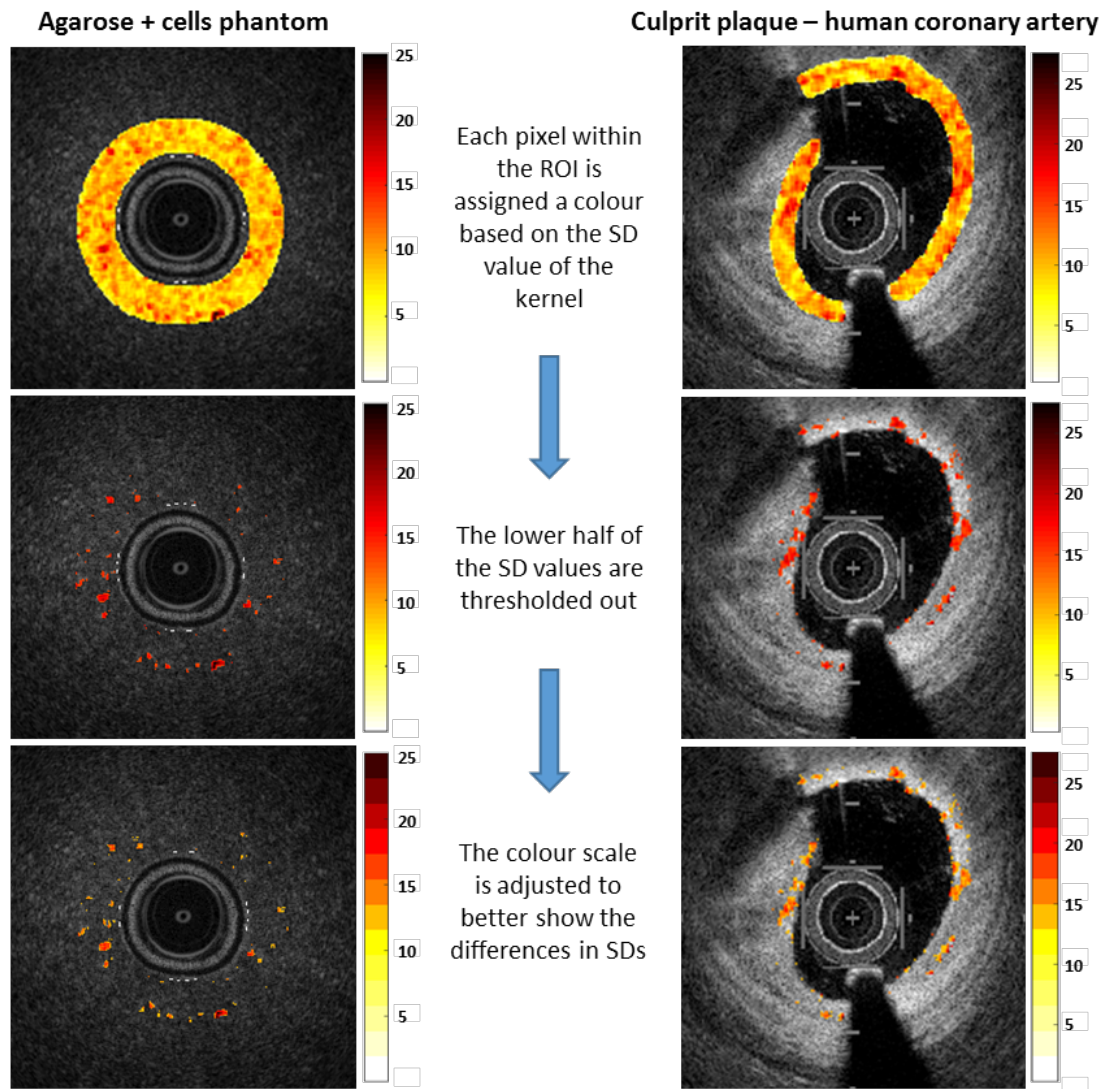 Agarose + cells phantom
Culprit plaque – human coronary artery
25
20
15
10
5
Each pixel within
the ROI is
assigned a colour
based on the SD
value of the
kernel
25
20
15
10
5
25
20
15
10
5
The lower half of
the SD values are
thresholded out
25
20
15
10
5
25
20
15
10
5
The colour scale
is adjusted to
better show the
differences in SDs
25
20
15
10
5